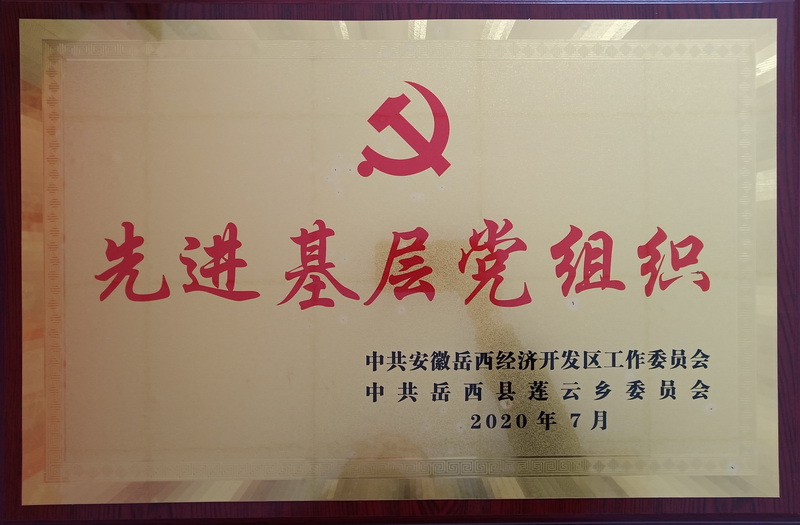 先进基层党组织
中共安徽岳西经济开发区工作委员会
中共岳西县莲云乡委员会
2020年7月